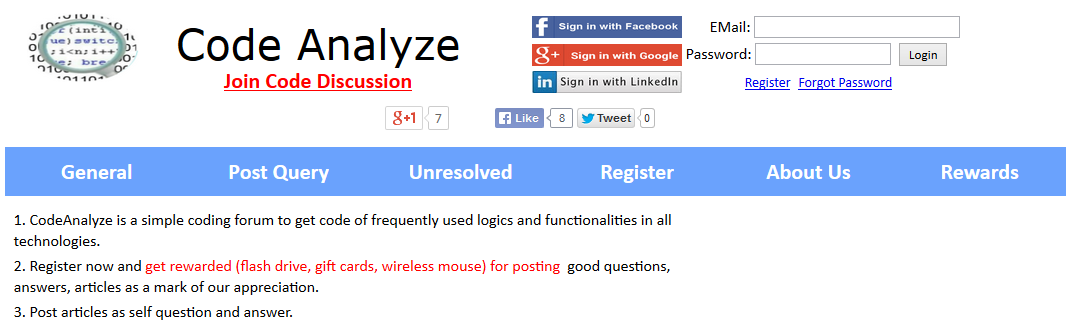 010101010
f(inti
ue)switc
;i<n;i++
e; bre
01101
Code Analyze
Join Code Discussion
f Sign in with Facebook
g+ Sign in with Google
in Sign in with LinkedIn
EMail:
Password:
Login
Register Forgot Password
g+1 7
Like 8
Tweet 0
General Post Query Unresolved Register About Us Rewards
1. CodeAnalyze is a simple coding forum to get code of frequently used logics and functionalities in all
technologies.
2. Register now and get rewarded (flash drive, gift cards, wireless mouse) for posting good questions,
answers, articles as a mark of our appreciation.
3. Post articles as self question and answer.